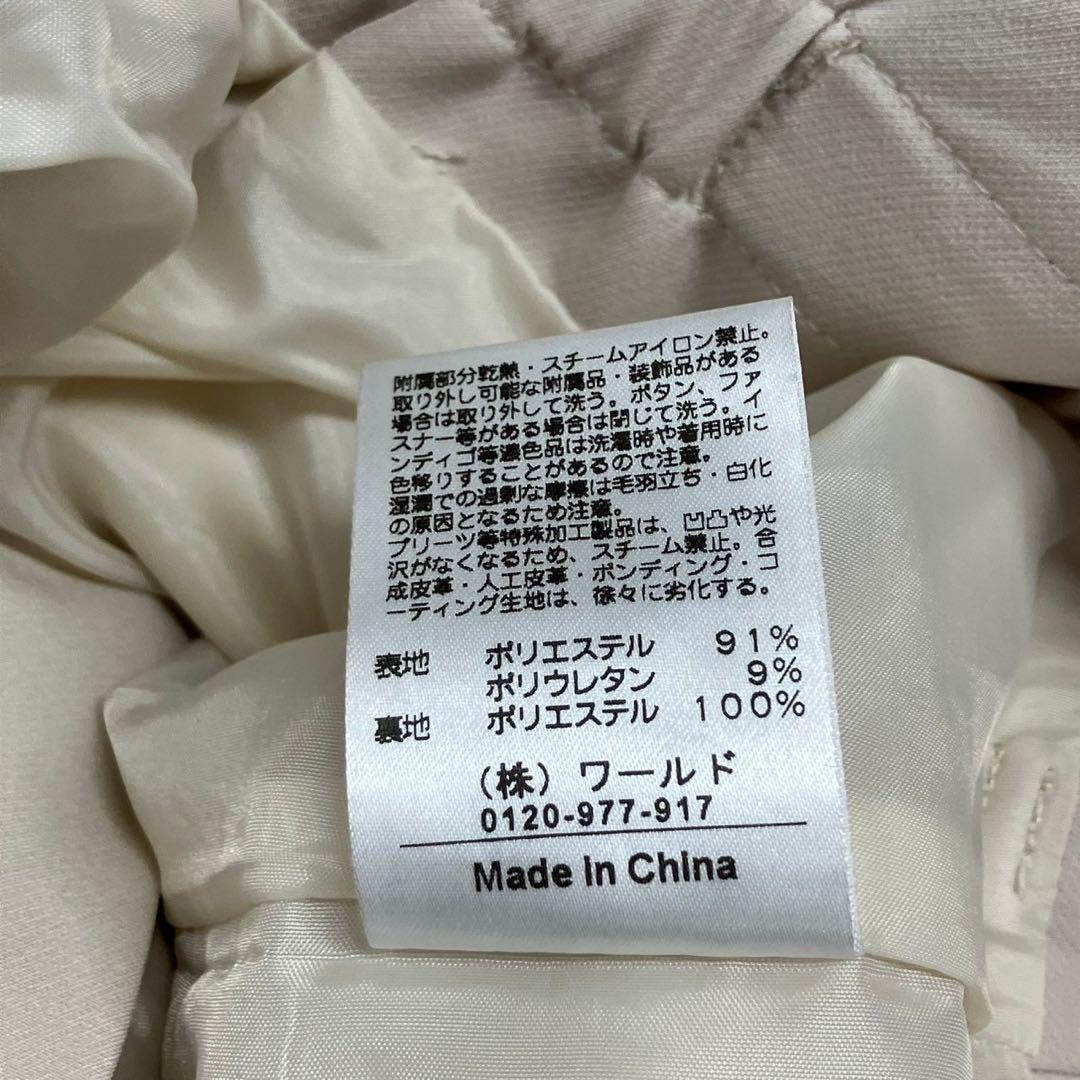 附属部分乾熱・スチームアイロン禁止。
取り外し可能な附属品・装飾品がある
場合は取り外して洗う。ボタン、ファ
スナー等がある場合は閉じて洗う。イ
ンディゴ等濃色品は洗濯時や着用時に
色移りすることがあるので注意。
湿潤での過剰な摩擦は毛羽立ち・白化
の原因となるため注意。
プリーツ等特殊加工製品は、凹凸や光
沢がなくなるため、スチーム禁止。合
成皮革・人工皮革・ボンディング・コ
ーティング生地は、徐々に劣化する。
表地 ポリエステル 91%
ポリウレタン 9%
裏地 ポリエステル 100%
(株) ワールド
0120-977-917
Made In China